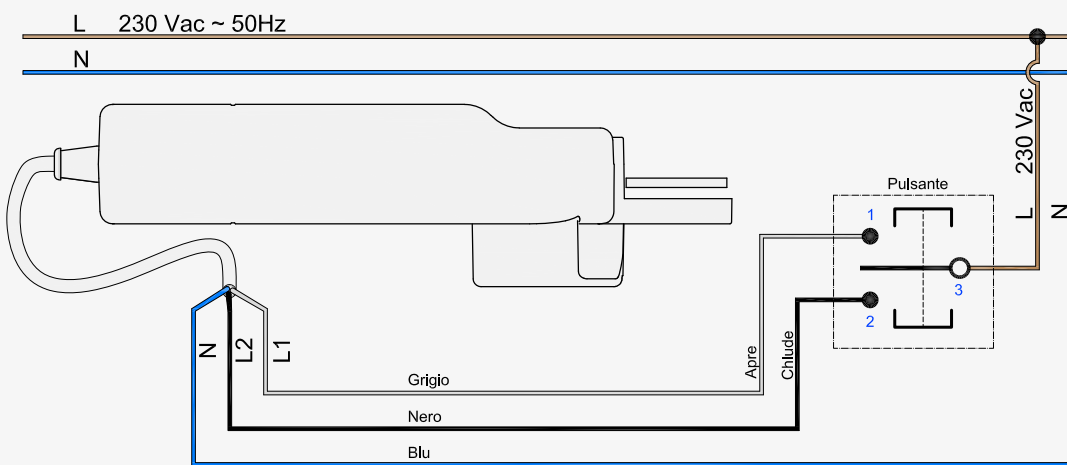 L 230 Vac ~ 50Hz
N
230 Vac
L
N
Pulsante
1
3
2
N
L2
L1
Apre
Chiude
Grigio
Nero
Blu